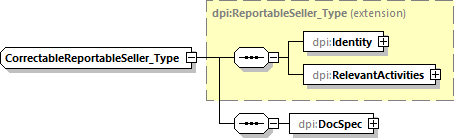 dpi:ReportableSeller_Type (extension)
CorrectableReportableSeller_Type
dpi:Identity
dpi:RelevantActivities
dpi:DocSpec